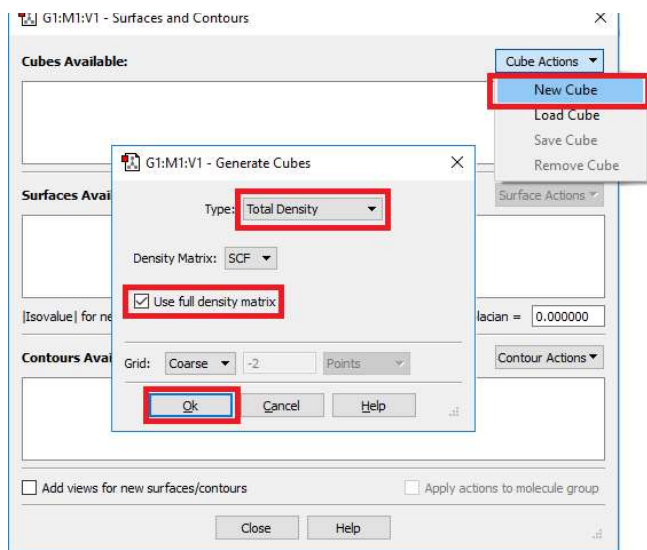 G1:M1:V1 - Surfaces and Contours
Cubes Available:
Cube Actions
New Cube
Load Cube
Save Cube
Remove Cube
G1:M1:V1 - Generate Cubes
Surfaces Avai
Surface Actions
Type: Total Density
Density Matrix: SCF
Use full density matrix
|Isovalue| for ne
lacian = 0.000000
Contours Avai
Contour Actions
Grid: Coarse -2 Points
Ok Cancel Help
Add views for new surfaces/contours
Apply actions to molecule group
Close Help